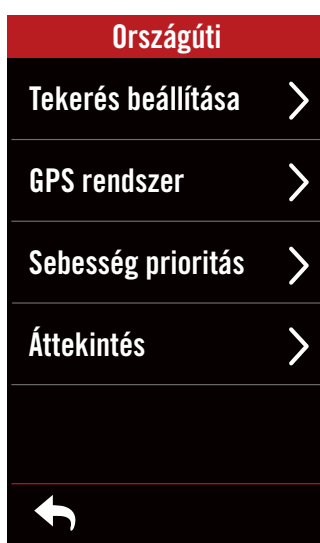 Országúti
Tekerés beállítása
GPS rendszer
Sebesség prioritás
Áttekintés